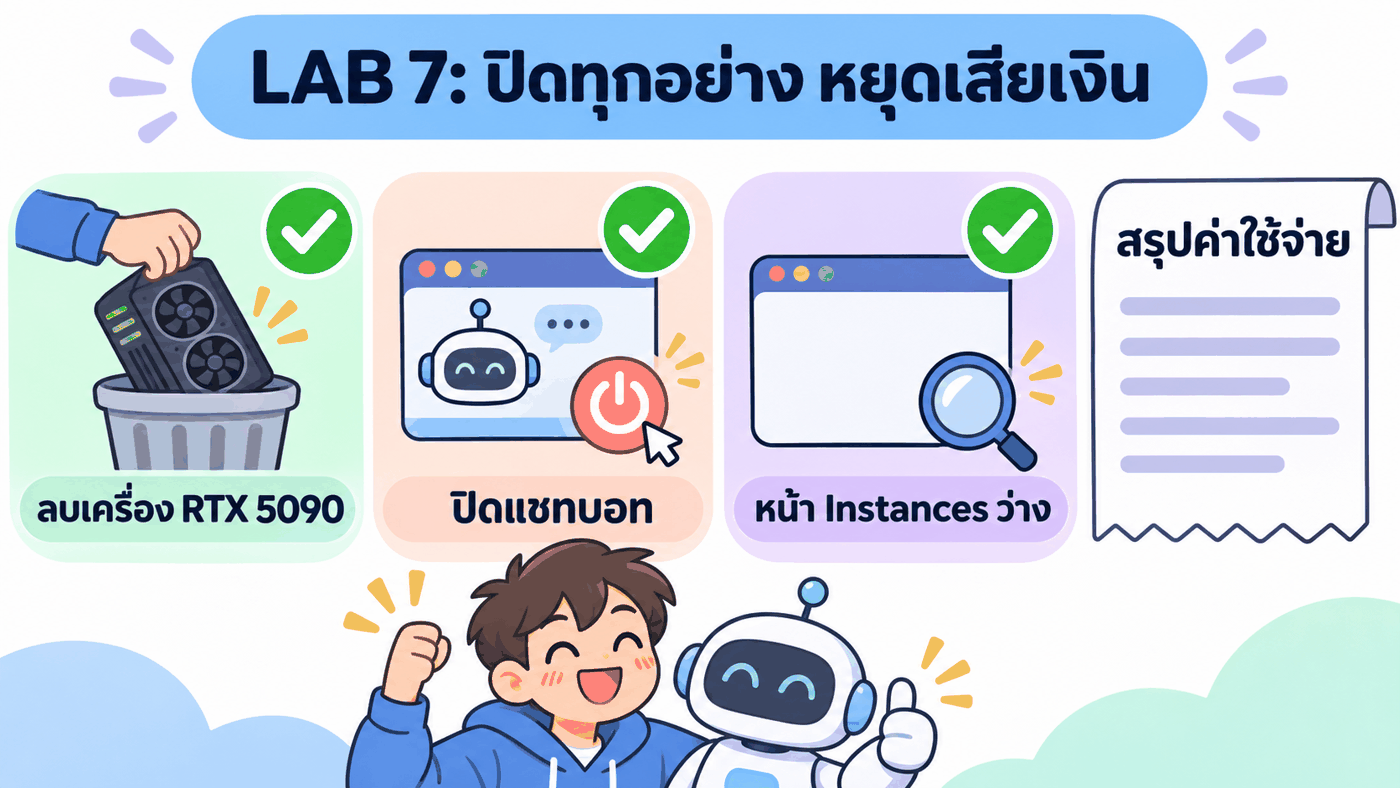 LAB 7: ปิดทุกอย่าง หยุดเสียเงิน
ลบเครื่อง RTX 5090
ปิดแชทบอท
หน้า Instances ว่าง
สรุปค่าใช้จ่าย